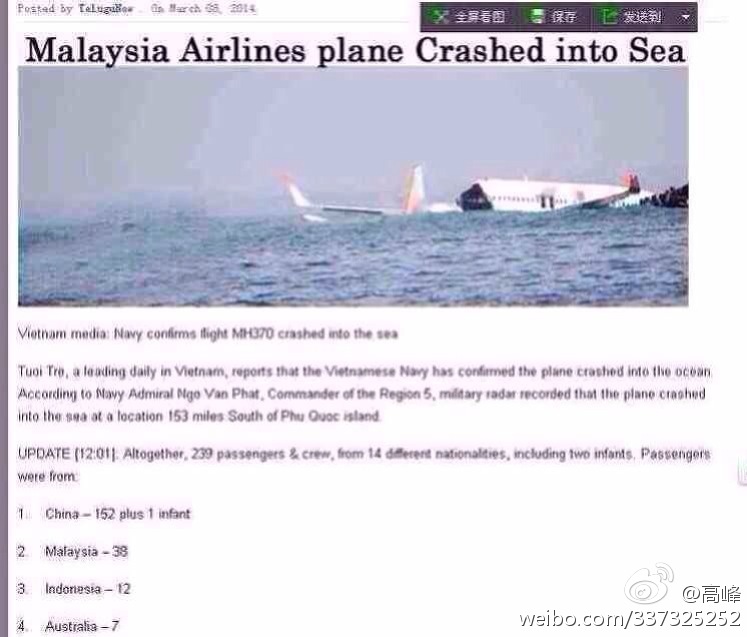 Posted by TeluguNow . On March 08, 2014
全屏看图 保存 发送到
Malaysia Airlines plane Crashed into Sea
Vietnam media: Navy confirms flight MH370 crashed into the sea
Tuoi Tre, a leading daily in Vietnam, reports that the Vietnamese Navy has confirmed the plane crashed into the ocean.
According to Navy Admiral Ngo Van Phat, Commander of the Region 5, military radar recorded that the plane crashed
into the sea at a location 153 miles South of Phu Quoc island.
UPDATE [12:01]: Altogether, 239 passengers & crew, from 14 different nationalities, including two infants. Passengers
were from:
1. China – 152 plus 1 infant
2. Malaysia – 38
3. Indonesia – 12
4. Australia – 7
@高峰
weibo.com/337325252